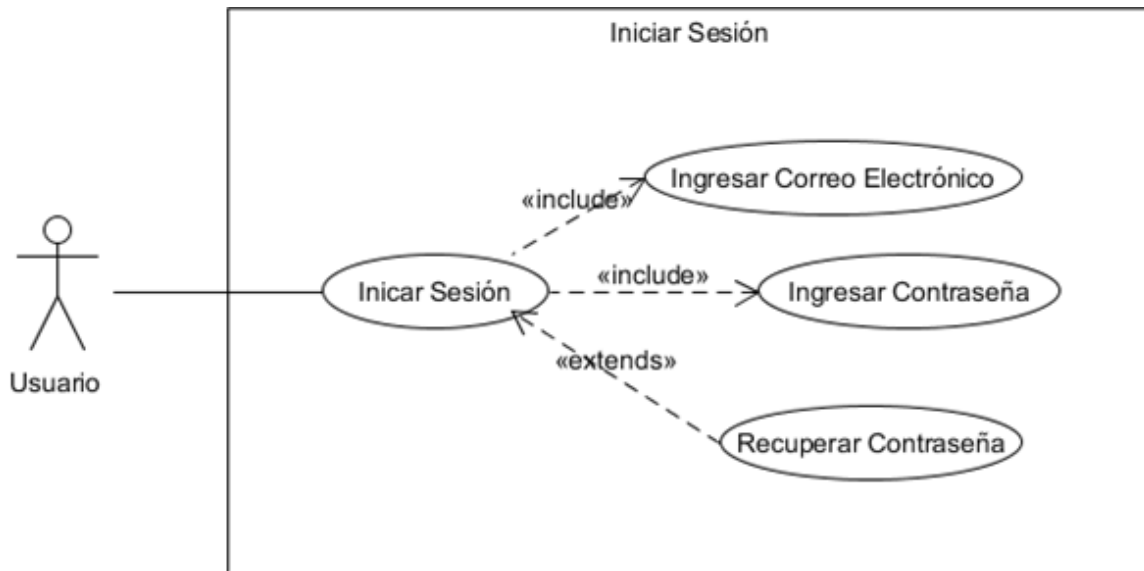 Iniciar Sesión
Ingresar Correo Electrónico
«include»
«include»
Inicar Sesión
Ingresar Contraseña
«extends»
Usuario
Recuperar Contraseña